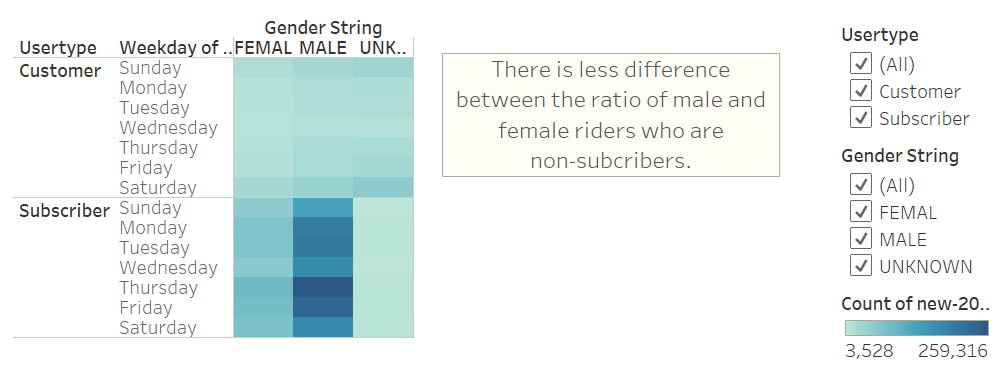 Gender String
Usertype Weekday of .. FEMAL MALE UNK..
Customer Sunday
Monday
Tuesday
Wednesday
Thursday
Friday
Saturday
Subscriber Sunday
Monday
Tuesday
Wednesday
Thursday
Friday
Saturday
There is less difference
between the ratio of male and
female riders who are
non-subcribers.
Usertype
(All)
Customer
Subscriber
Gender String
(All)
FEMAL
MALE
UNKNOWN
Count of new-20..
3,528 259,316